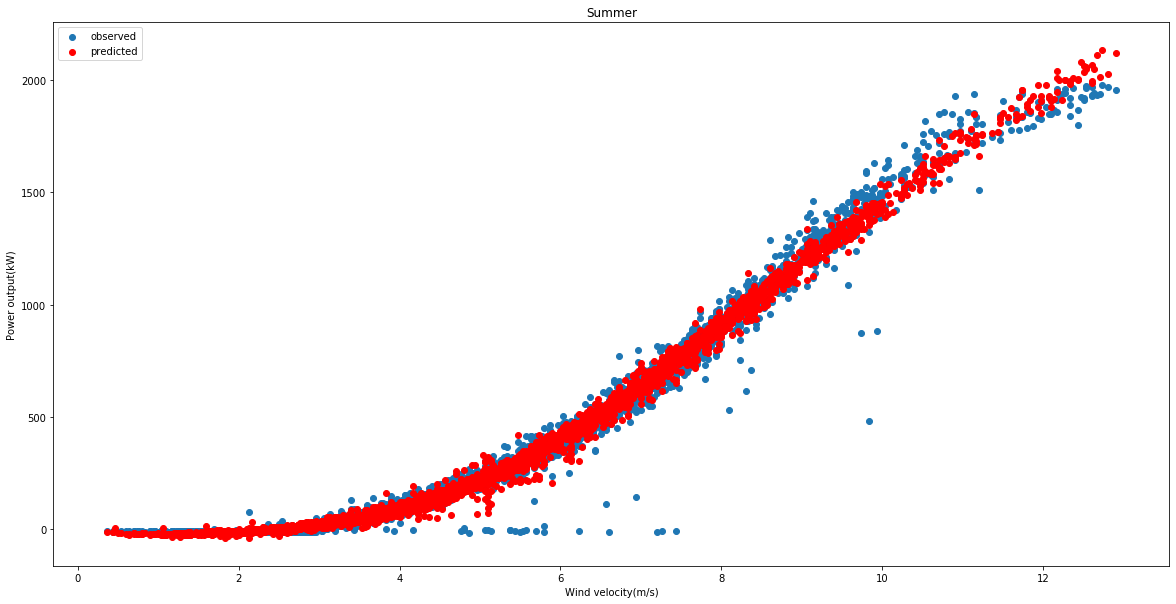 Summer
observed
predicted
2000
1500
1000
500
0
Power output(kW)
0 2 4 6 8 10 12
Wind velocity(m/s)